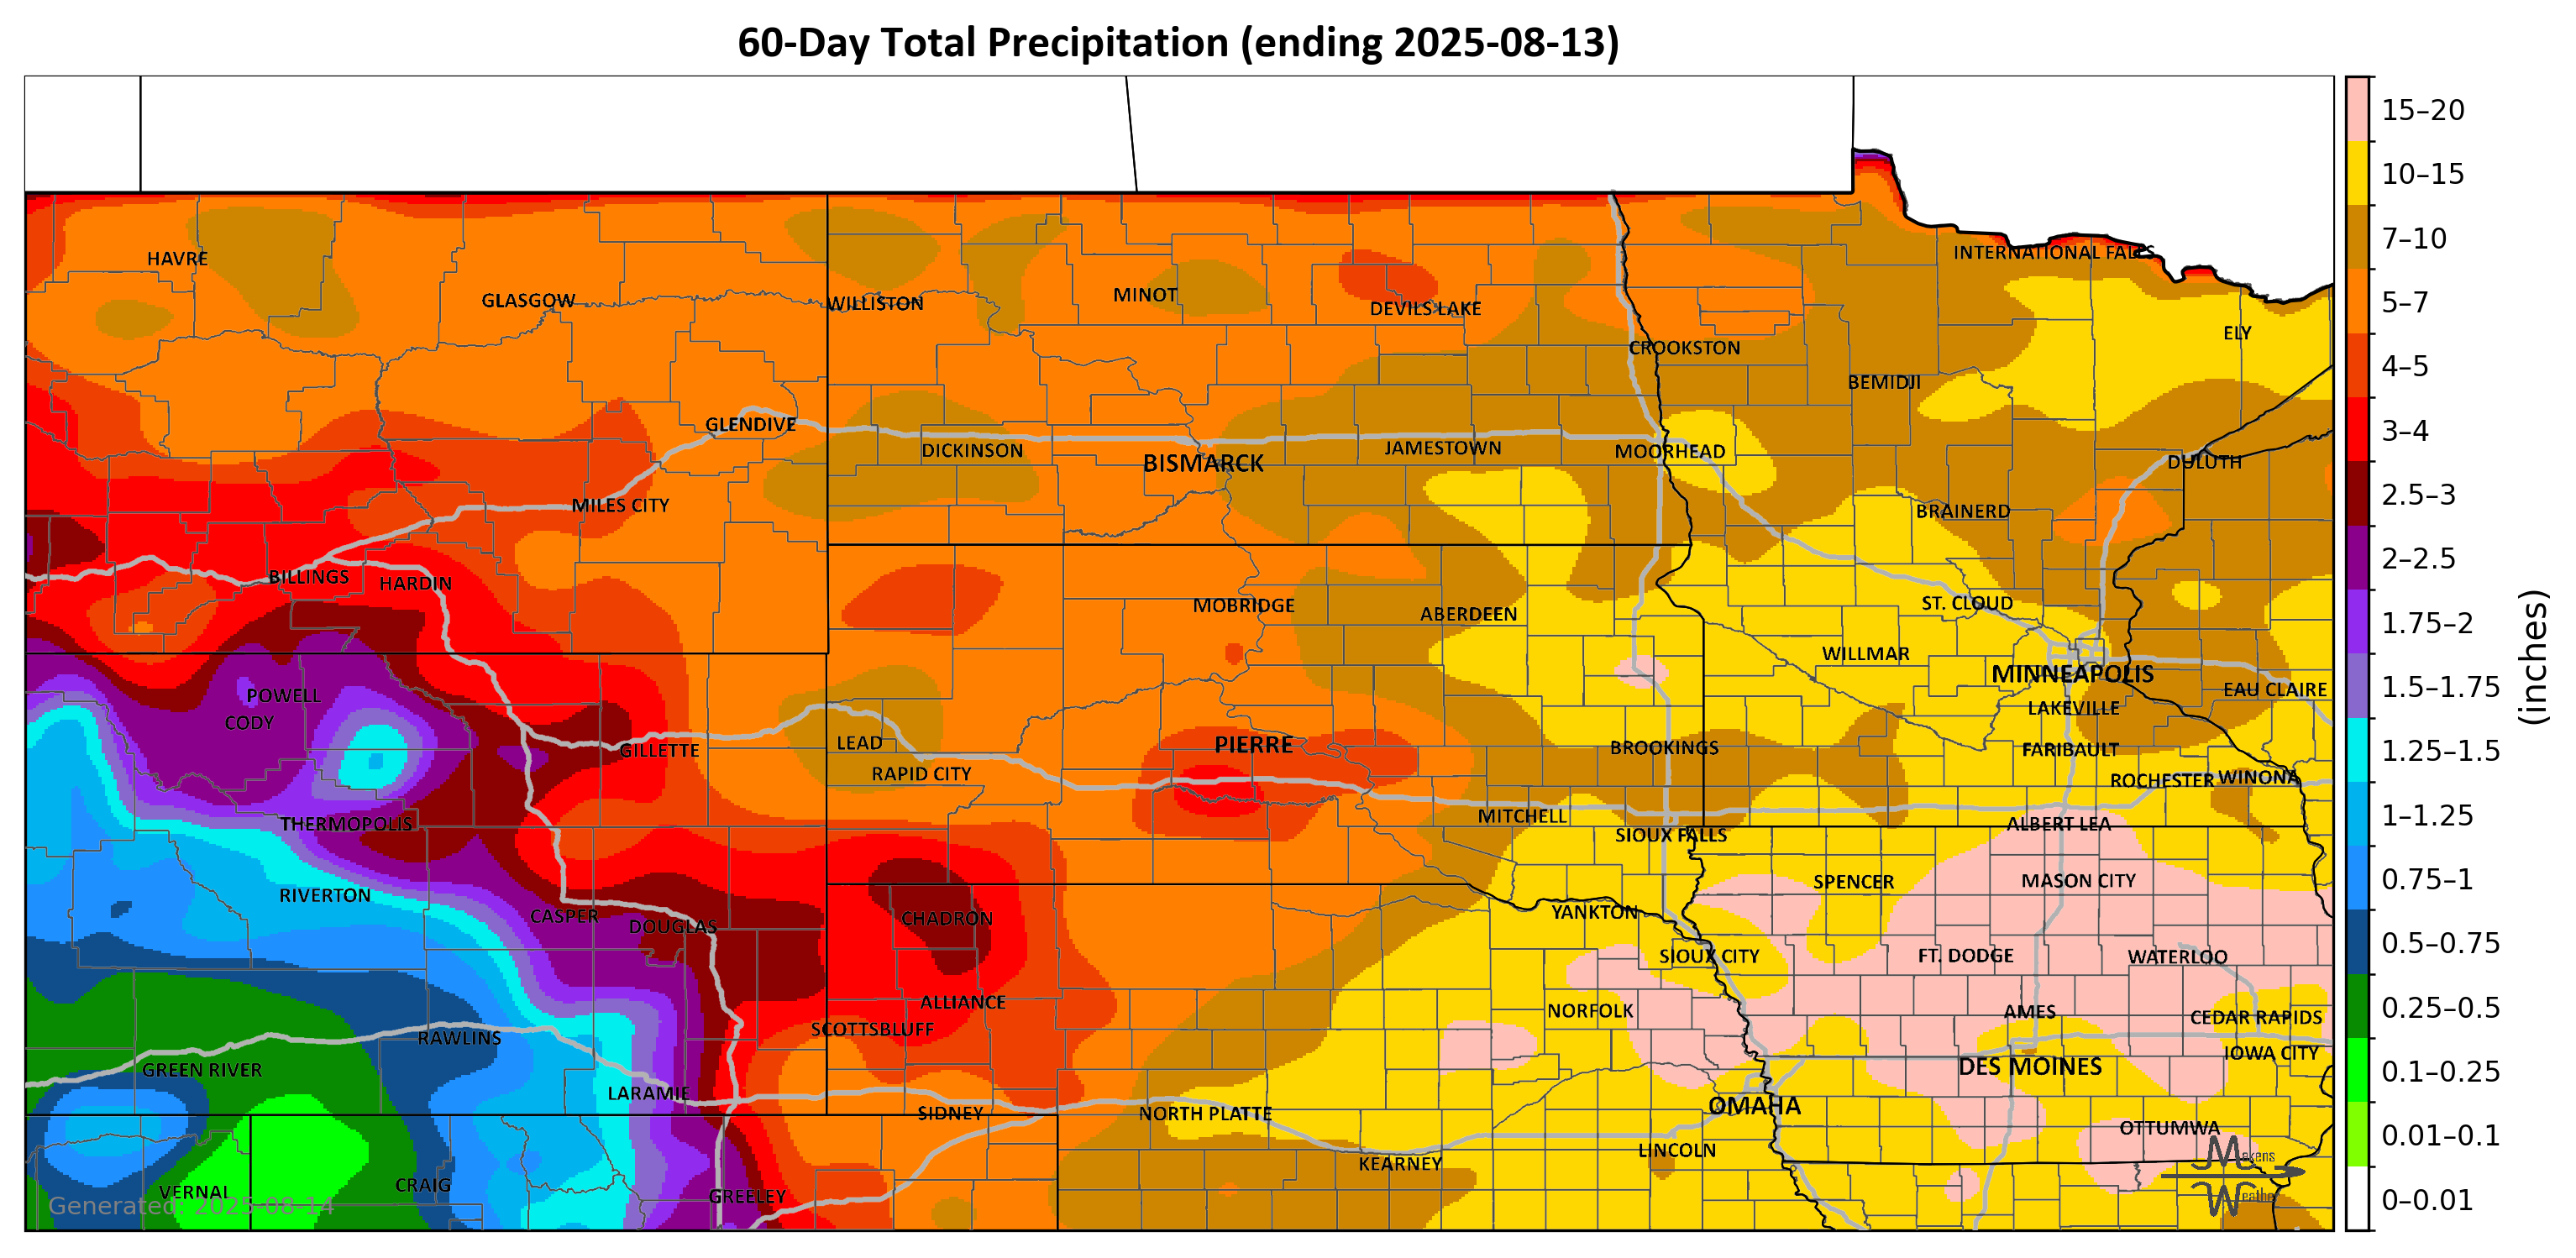 60-Day Total Precipitation (ending 2025-08-13)
15–20
10–15
7–10
5–7
4–5
3–4
2.5–3
2–2.5
1.75–2
1.5–1.75
1.25–1.5
1–1.25
0.75–1
0.5–0.75
0.25–0.5
0.1–0.25
0.01–0.1
0–0.01
(inches)
INTERNATIONAL FALLS
HAVRE
GLASGOW
WILLISTON
MINOT
DEVILS LAKE
ELY
CROOKSTON
BEMIDJI
GLENDIVE
DICKINSON
BISMARCK
JAMESTOWN
MOORHEAD
DULUTH
MILES CITY
BRAINERD
BILLINGS
HARDIN
MOBRIDGE
ABERDEEN
ST. CLOUD
WILLMAR
MINNEAPOLIS
EAU CLAIRE
POWELL
CODY
LAKEVILLE
GILLETTE
LEAD
PIERRE
BROOKINGS
FARIBAULT
RAPID CITY
ROCHESTER
WINONA
THERMOPOLIS
MITCHELL
SIOUX FALLS
ALBERT LEA
RIVERTON
SPENCER
MASON CITY
CASPER
DOUGLAS
CHADRON
YANKTON
SIOUX CITY
FT. DODGE
WATERLOO
ALLIANCE
NORFOLK
AMES
CEDAR RAPIDS
SCOTTSBLUFF
RAWLINS
IOWA CITY
GREEN RIVER
DES MOINES
LARAMIE
SIDNEY
NORTH PLATTE
OMAHA
OTTUMWA
LINCOLN
KEARNEY
VERNAL
CRAIG
GREELEY
Generated: 2025-08-14
Makens
Weather